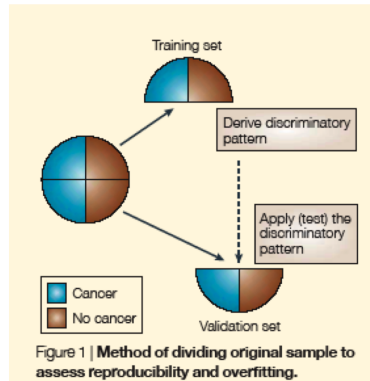 Training set
Derive discriminatory
pattern
Apply (test) the
discriminatory
pattern
Cancer
No cancer
Validation set
Figure 1 | Method of dividing original sample to
assess reproducibility and overfitting.